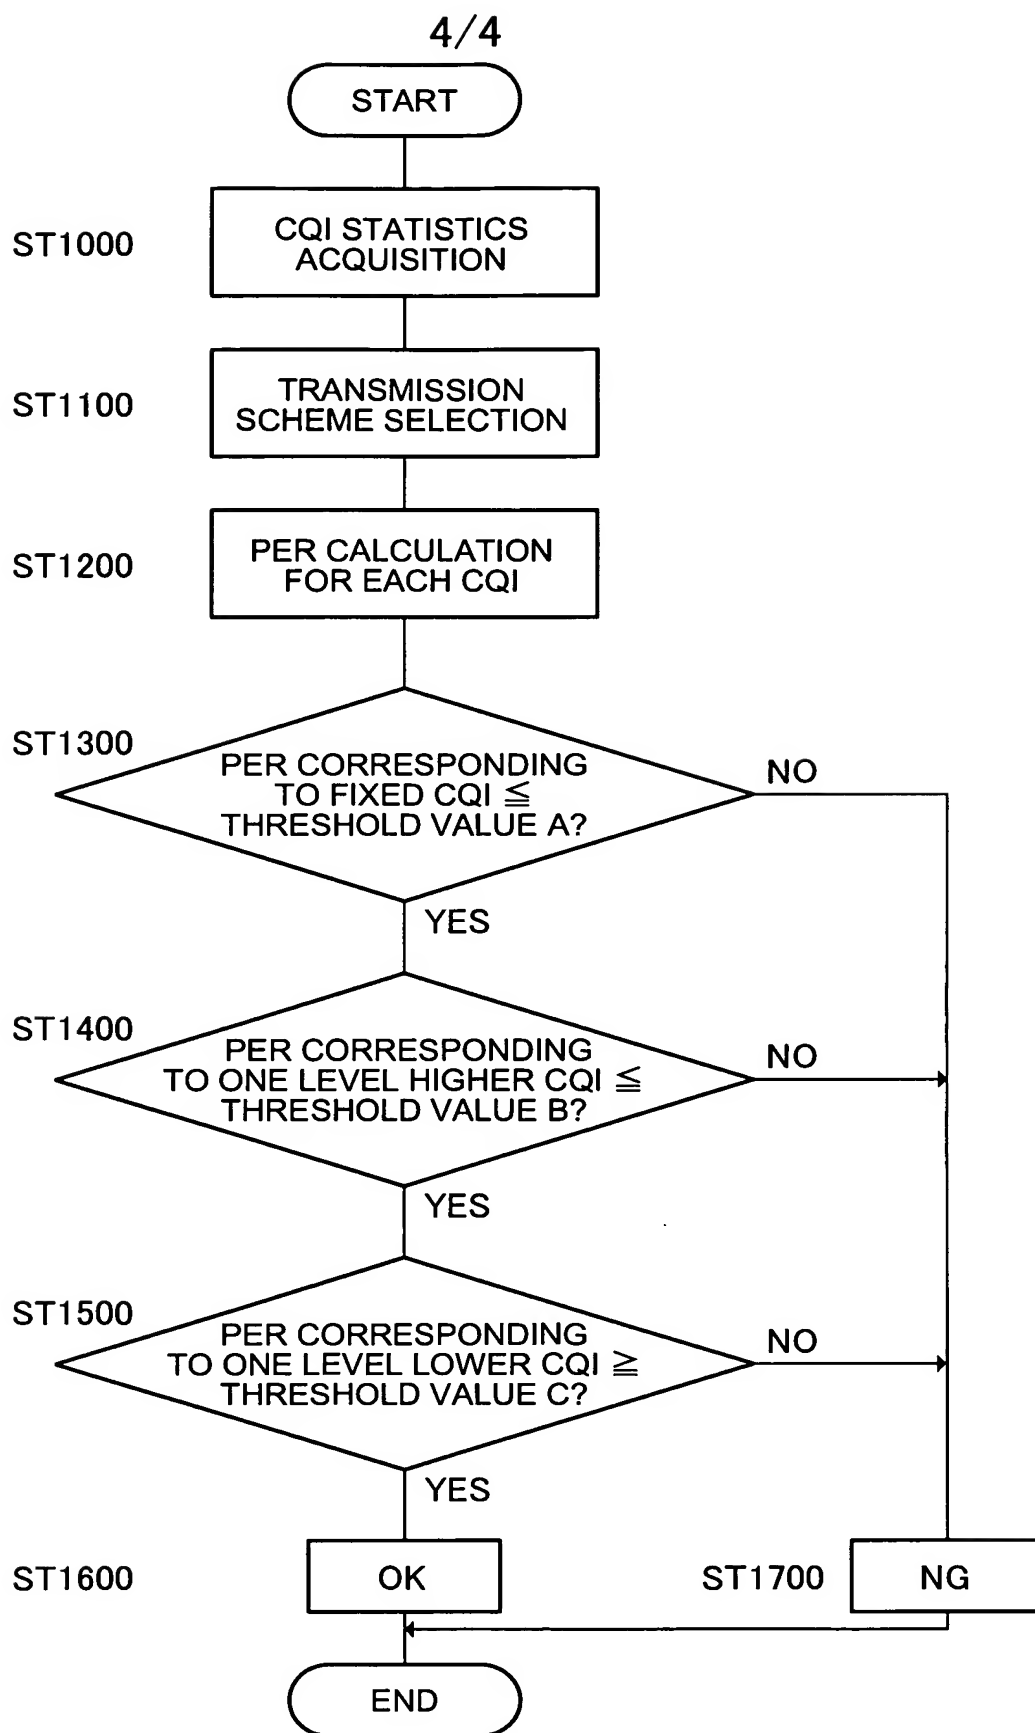 4/4
START
ST1000
CQI STATISTICS
ACQUISITION
ST1100
TRANSMISSION
SCHEME SELECTION
ST1200
PER CALCULATION
FOR EACH CQI
ST1300
PER CORRESPONDING
TO FIXED CQI ≦
THRESHOLD VALUE A?
NO
YES
ST1400
PER CORRESPONDING
TO ONE LEVEL HIGHER CQI ≦
THRESHOLD VALUE B?
NO
YES
ST1500
PER CORRESPONDING
TO ONE LEVEL LOWER CQI ≧
THRESHOLD VALUE C?
NO
YES
ST1600
OK
ST1700
NG
END